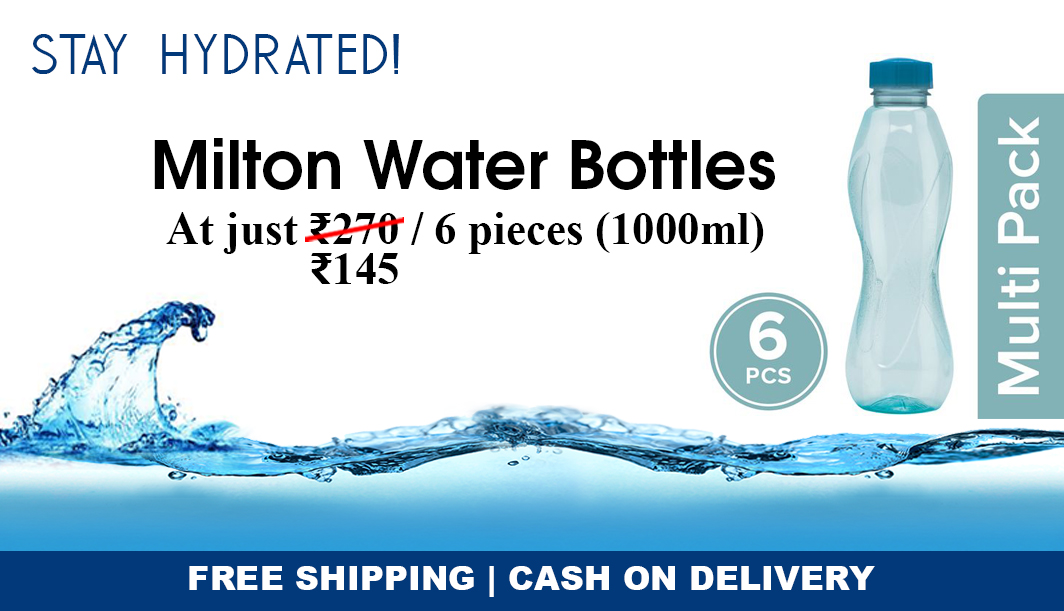 STAY HYDRATED!
Milton Water Bottles
At just ₹270 / 6 pieces (1000ml)
₹145
6
PCS
Multi Pack
FREE SHIPPING | CASH ON DELIVERY